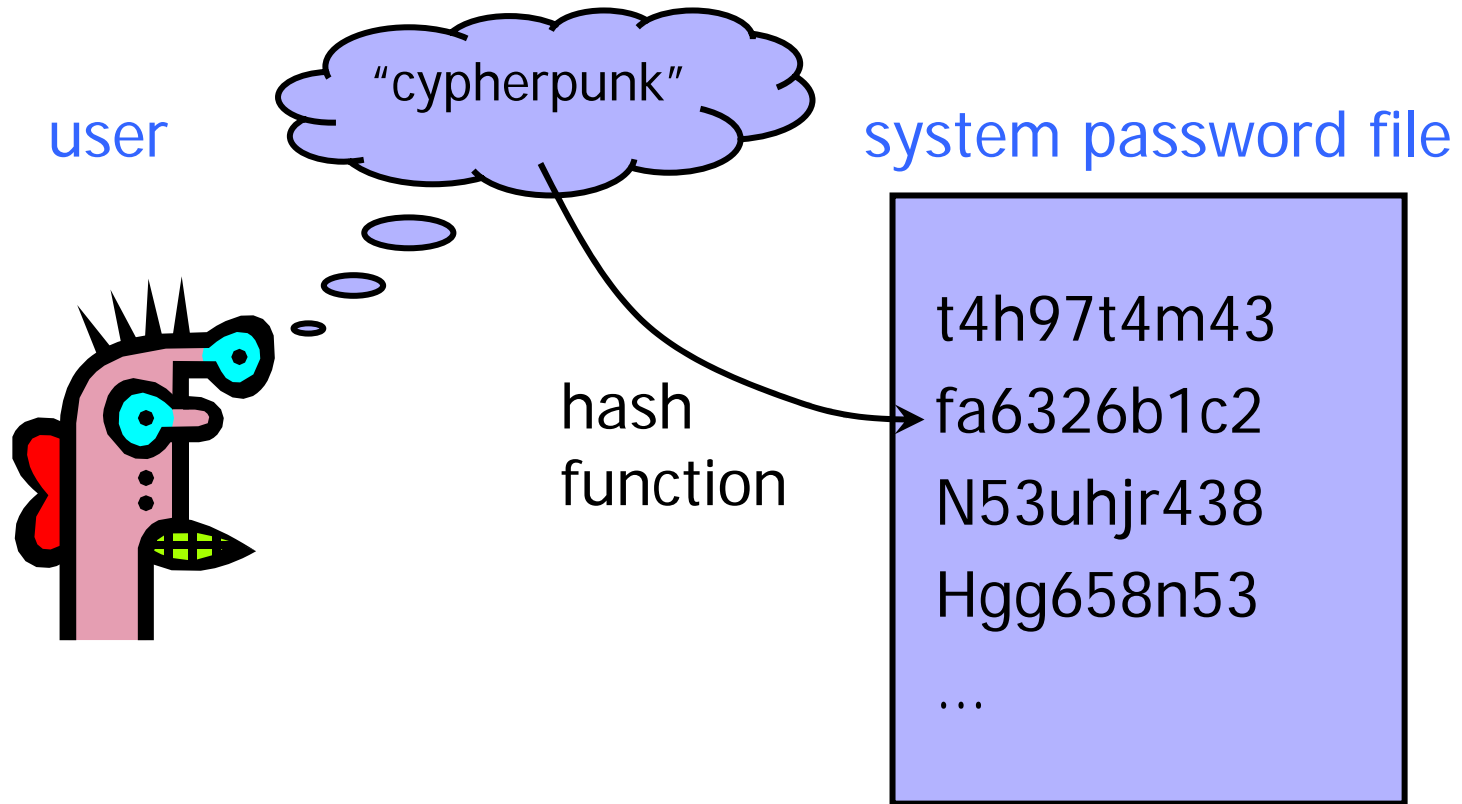 “cypherpunk”
user
system password file
t4h97t4m43
hash
fa6326b1c2
function
N53uhjr438
Hgg658n53
…